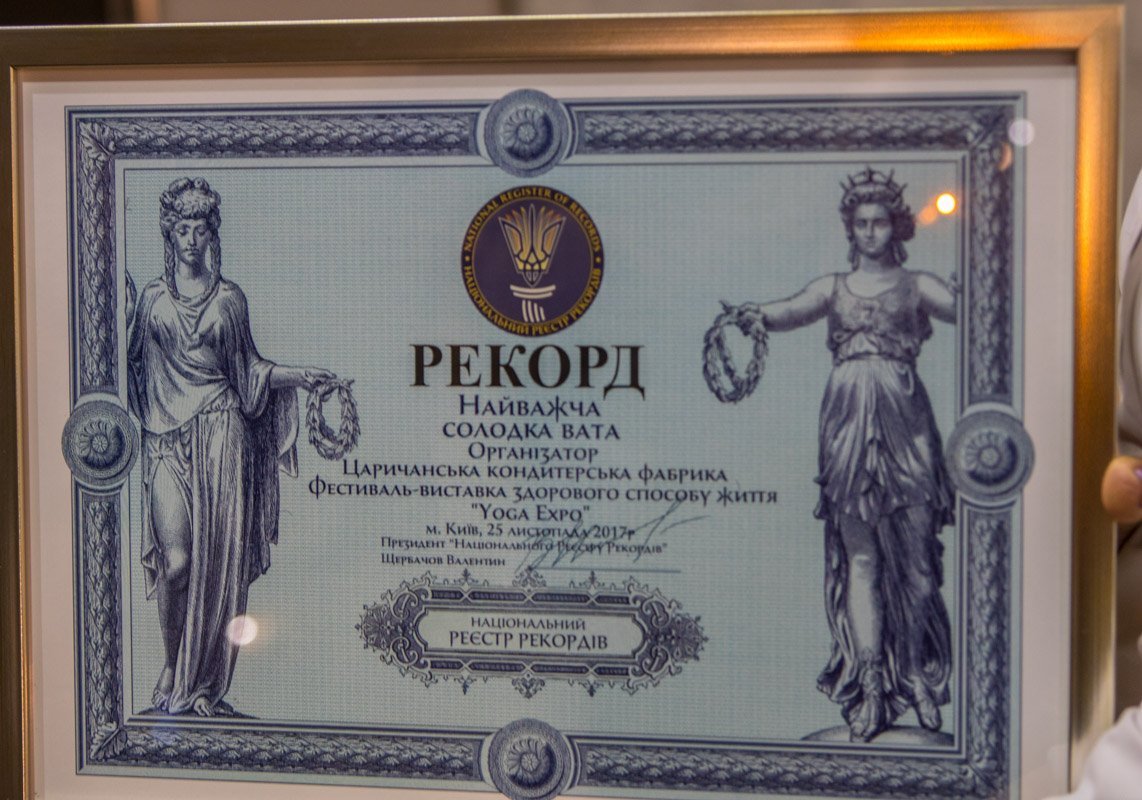 NATIONAL REGISTER OF RECORDS
НАЦІОНАЛЬНИЙ РЕЄСТР РЕКОРДІВ
РЕКОРД
Найважча
солодка вата
Організатор
Царичанська кондитерська фабрика
Фестиваль-виставка здорового способу життя
"Yoga Expo"
м. Київ, 25 листопада 2017р
Президент "Національного Реєстру Рекордів"
Щербачов Валентин
НАЦІОНАЛЬНИЙ
РЕЄСТР РЕКОРДІВ